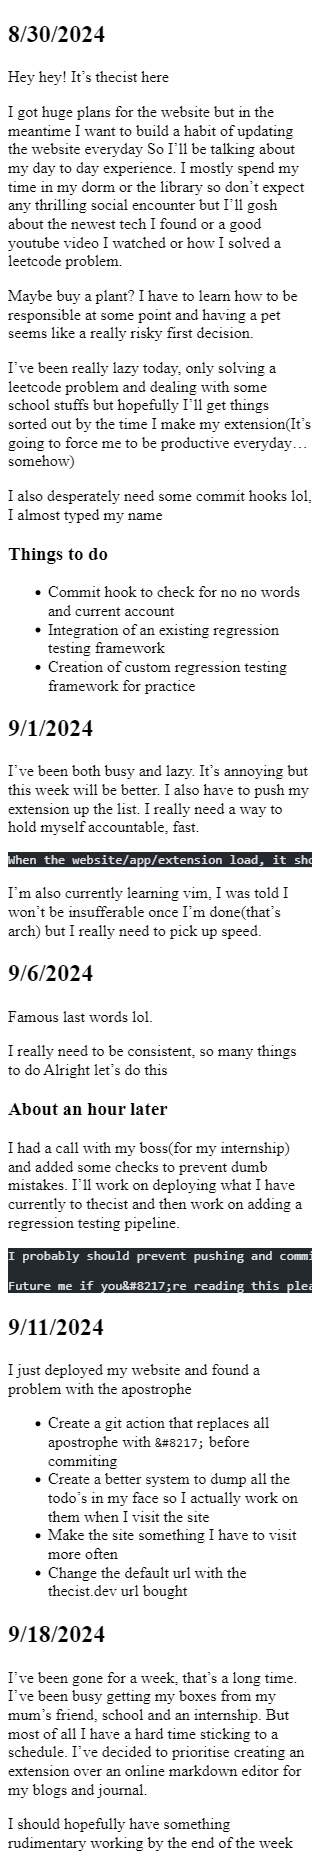 8/30/2024
Hey hey! It’s thecist here
I got huge plans for the website but in the
meantime I want to build a habit of updating
the website everyday So I’ll be talking about
my day to day experience. I mostly spend my
time in my dorm or the library so don’t expect
any thrilling social encounter but I’ll gosh
about the newest tech I found or a good
youtube video I watched or how I solved a
leetcode problem.
Maybe buy a plant? I have to learn how to be
responsible at some point and having a pet
seems like a really risky first decision.
I’ve been really lazy today, only solving a
leetcode problem and dealing with some
school stuffs but hopefully I’ll get things
sorted out by the time I make my extension(It’s
going to force me to be productive everyday…
somehow)
I also desperately need some commit hooks lol,
I almost typed my name
Things to do
• Commit hook to check for no no words
and current account
• Integration of an existing regression
testing framework
• Creation of custom regression testing
framework for practice
9/1/2024
I’ve been both busy and lazy. It’s annoying but
this week will be better. I also have to push my
extension up the list. I really need a way to
hold myself accountable, fast.
When the website/app/extension load, it sho
I’m also currently learning vim, I was told I
won’t be insufferable once I’m done(that’s
arch) but I really need to pick up speed.
9/6/2024
Famous last words lol.
I really need to be consistent, so many things
to do Alright let’s do this
About an hour later
I had a call with my boss(for my internship)
and added some checks to prevent dumb
mistakes. I’ll work on deploying what I have
currently to thecist and then work on adding a
regression testing pipeline.
I probably should prevent pushing and commi
Future me if you&#8217;re reading this plea
9/11/2024
I just deployed my website and found a
problem with the apostrophe
• Create a git action that replaces all
apostrophe with &#8217; before
commiting
• Create a better system to dump all the
todo’s in my face so I actually work on
them when I visit the site
• Make the site something I have to visit
more often
• Change the default url with the
thecist.dev url bought
9/18/2024
I’ve been gone for a week, that’s a long time.
I’ve been busy getting my boxes from my
mum’s friend, school and an internship. But
most of all I have a hard time sticking to a
schedule. I’ve decided to prioritise creating an
extension over an online markdown editor for
my blogs and journal.
I should hopefully have something
rudimentary working by the end of the week